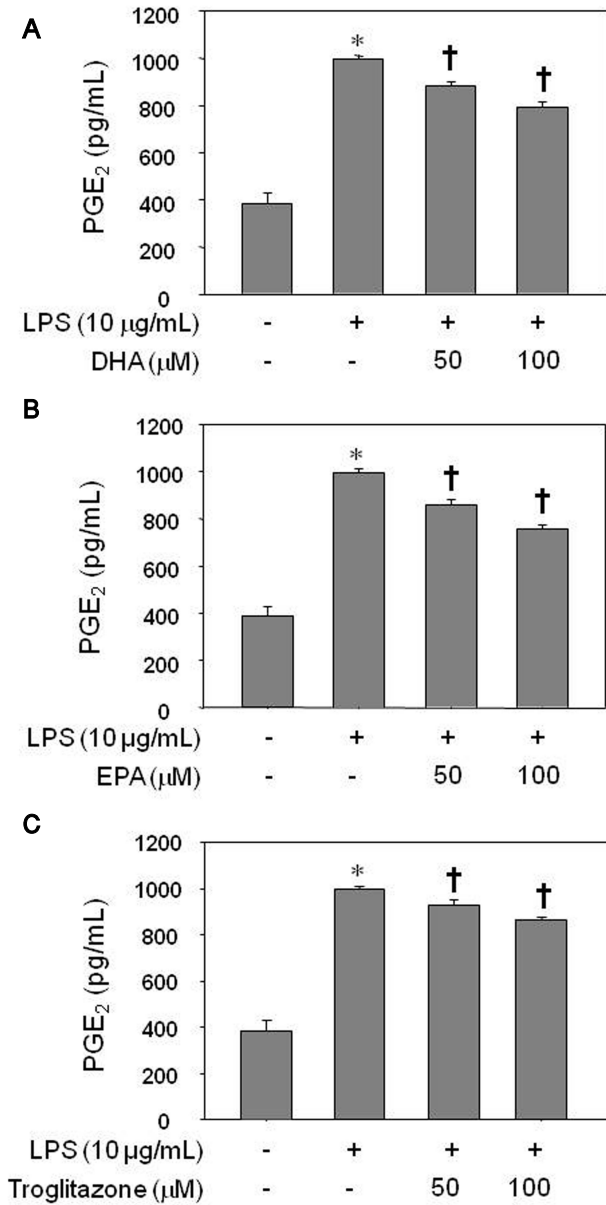 A
PGE2 (pg/mL)
1200
1000
800
600
400
200
0
*
†
†
LPS (10 μg/mL) - + + +
DHA (μM) - - 50 100
B
PGE2 (pg/mL)
1200
1000
800
600
400
200
0
*
†
†
LPS (10 μg/mL) - + + +
EPA (μM) - - 50 100
C
PGE2 (pg/mL)
1200
1000
800
600
400
200
0
*
†
†
LPS (10 μg/mL) - + + +
Troglitazone (μM) - - 50 100